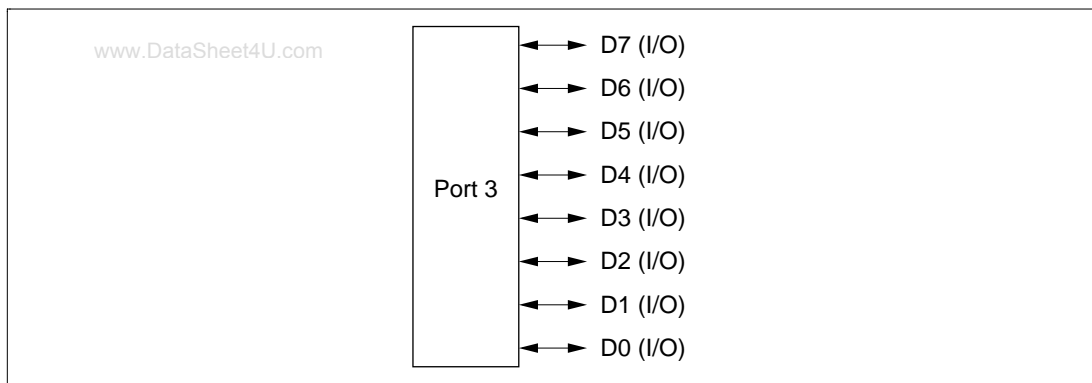 www.DataSheet4U.com
Port 3
D7 (I/O)
D6 (I/O)
D5 (I/O)
D4 (I/O)
D3 (I/O)
D2 (I/O)
D1 (I/O)
D0 (I/O)